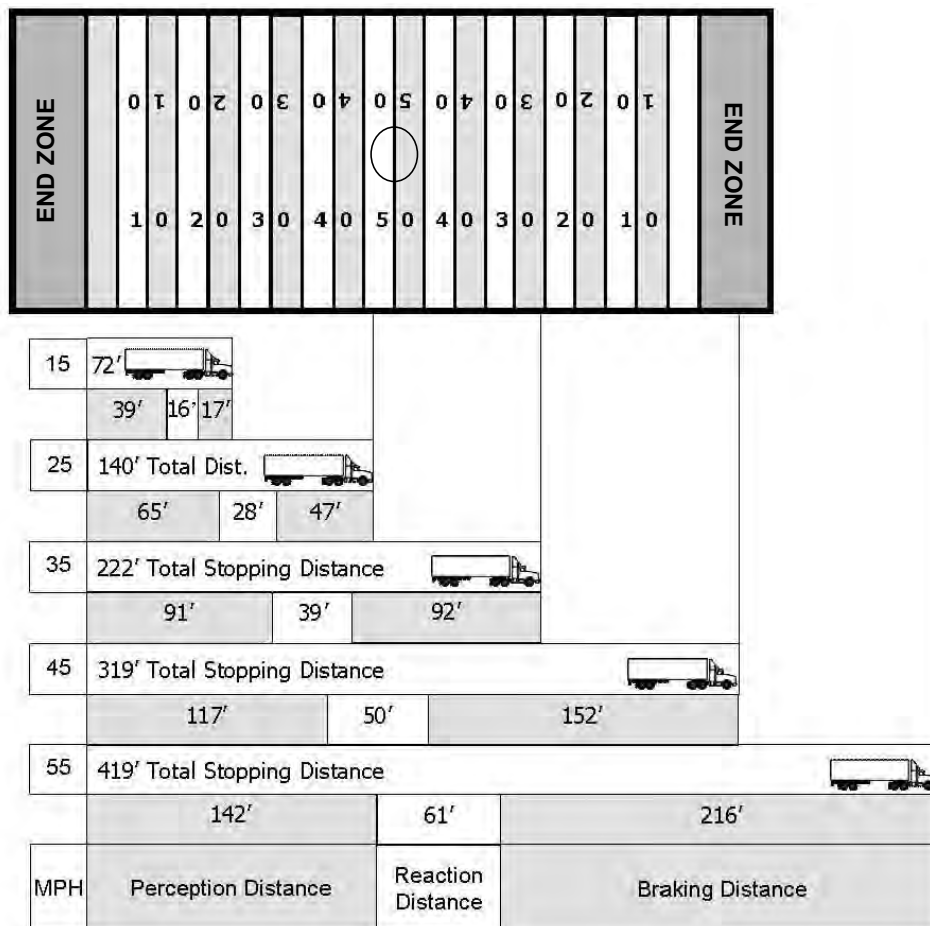 END ZONE
0 1 0 2 0 3 0 4 0 5 0 4 0 3 0 2 0 1
1 0 2 0 3 0 4 0 5 0 4 0 3 0 2 0 1 0
END ZONE
15 72′
39′ 16′ 17′
25 140′ Total Dist.
65′ 28′ 47′
35 222′ Total Stopping Distance
91′ 39′ 92′
45 319′ Total Stopping Distance
117′ 50′ 152′
55 419′ Total Stopping Distance
142′ 61′ 216′
MPH Perception Distance Reaction Distance Braking Distance